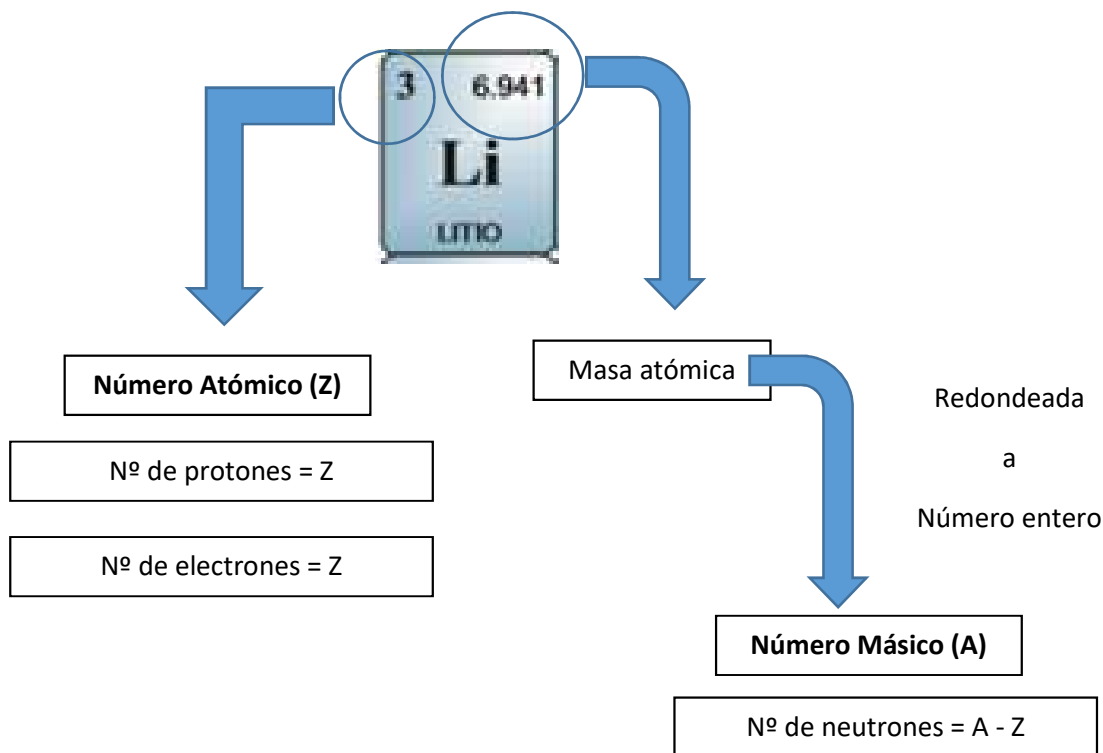 3 6.941
Li
LITIO
Número Atómico (Z)
Nº de protones = Z
Nº de electrones = Z
Masa atómica
Redondeada
a
Número entero
Número Másico (A)
Nº de neutrones = A - Z